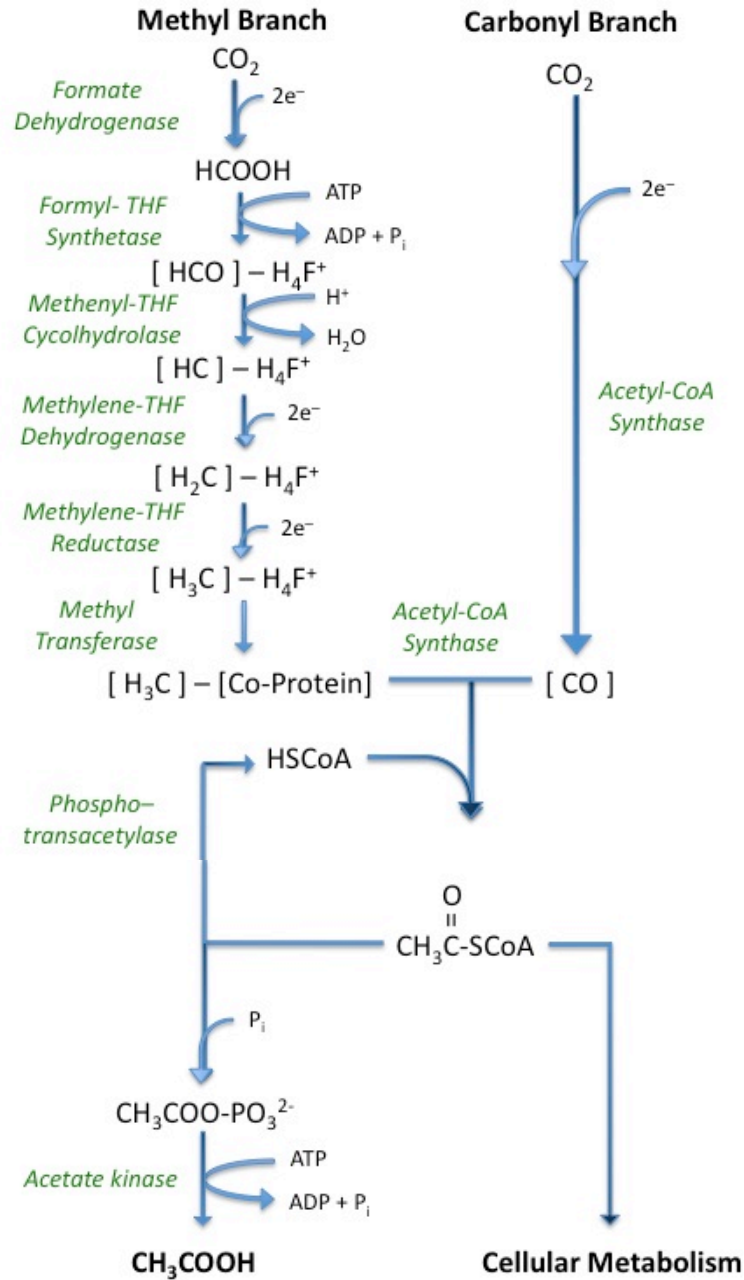 Methyl Branch
Carbonyl Branch
CO₂
CO₂
Formate
Dehydrogenase
2e⁻
HCOOH
2e⁻
Formyl- THF
Synthetase
ATP
ADP + Pᵢ
[ HCO ] – H₄F⁺
Methenyl-THF
Cycolhydrolase
H⁺
H₂O
[ HC ] – H₄F⁺
Methylene-THF
Dehydrogenase
2e⁻
Acetyl-CoA
Synthase
[ H₂C ] – H₄F⁺
Methylene-THF
Reductase
2e⁻
[ H₃C ] – H₄F⁺
Methyl
Transferase
Acetyl-CoA
Synthase
[ H₃C ] – [Co-Protein]
[ CO ]
HSCoA
Phospho–
transacetylase
O
CH₃C-SCoA
Pᵢ
CH₃COO-PO₃²⁻
Acetate kinase
ATP
ADP + Pᵢ
CH₃COOH
Cellular Metabolism